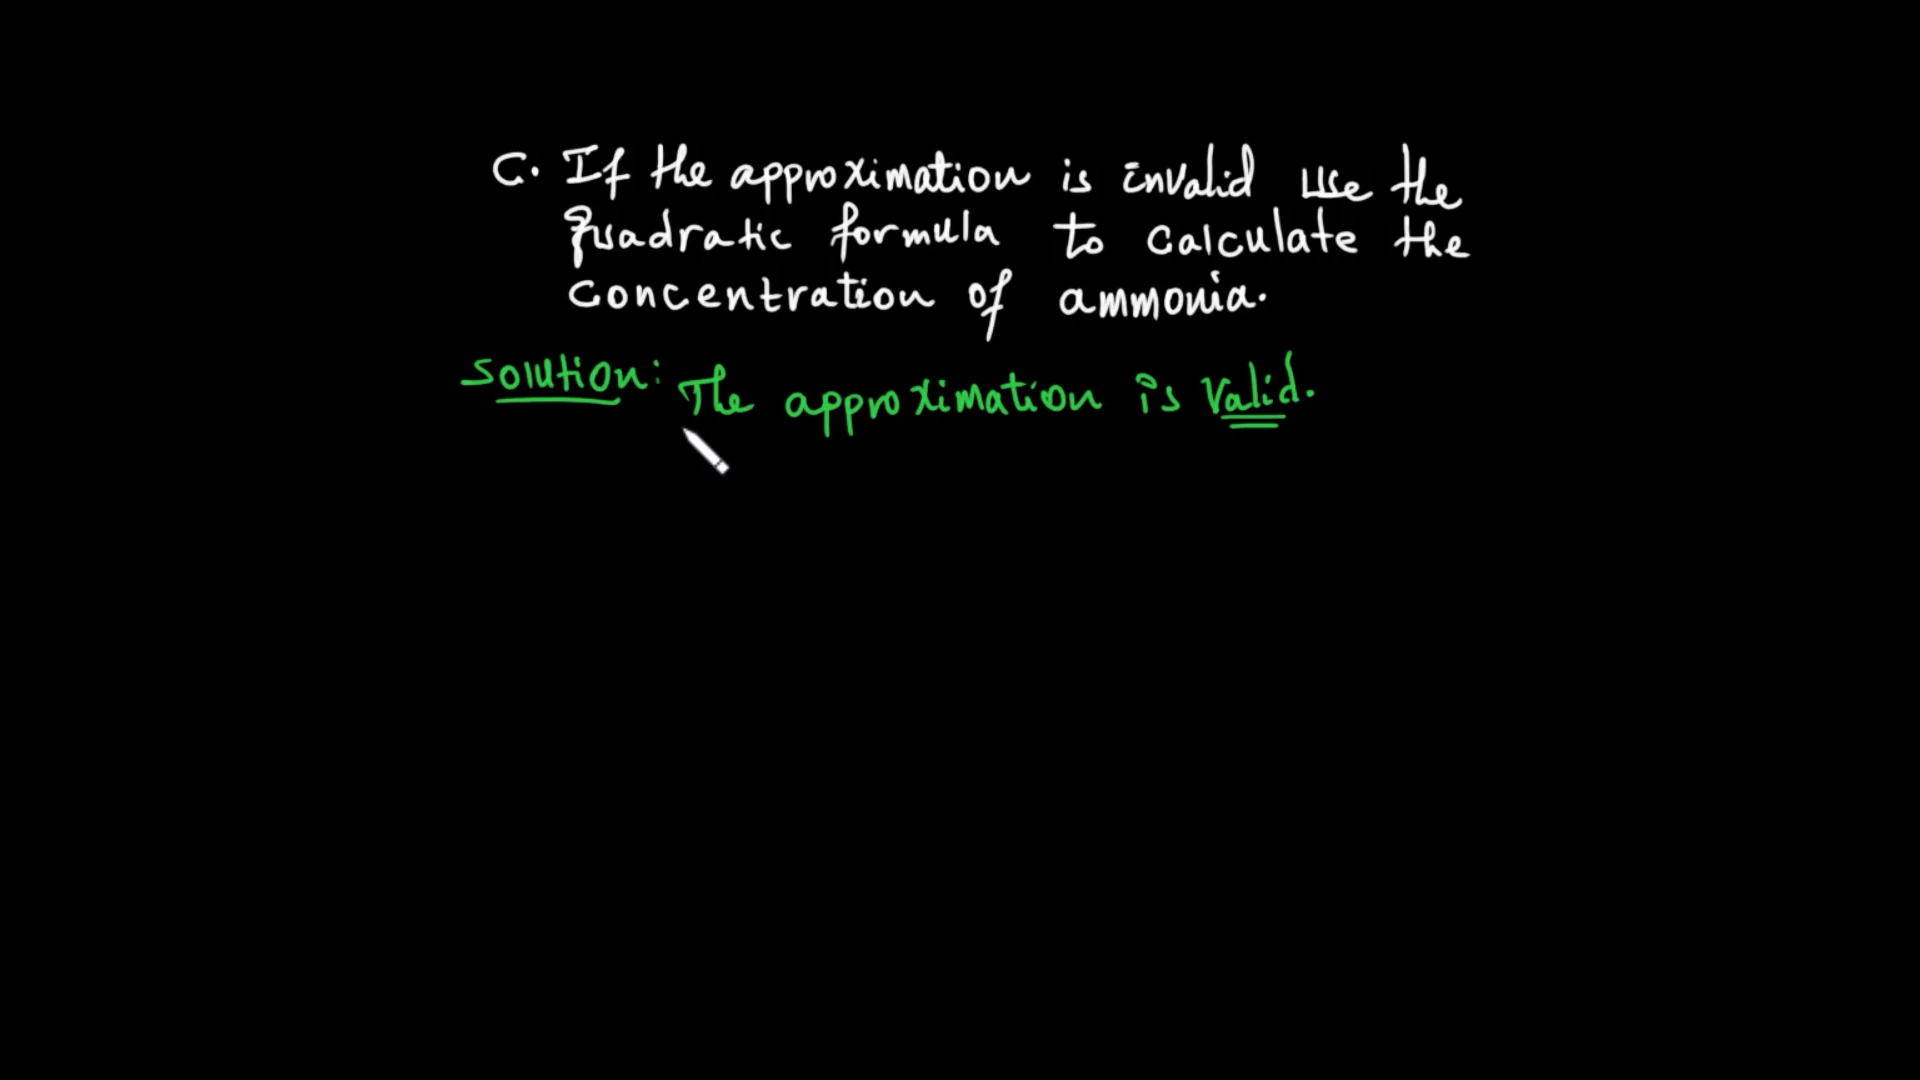 C. If the approximation is invalid use the
quadratic formula to calculate the
concentration of ammonia.
Solution: The approximation is valid.